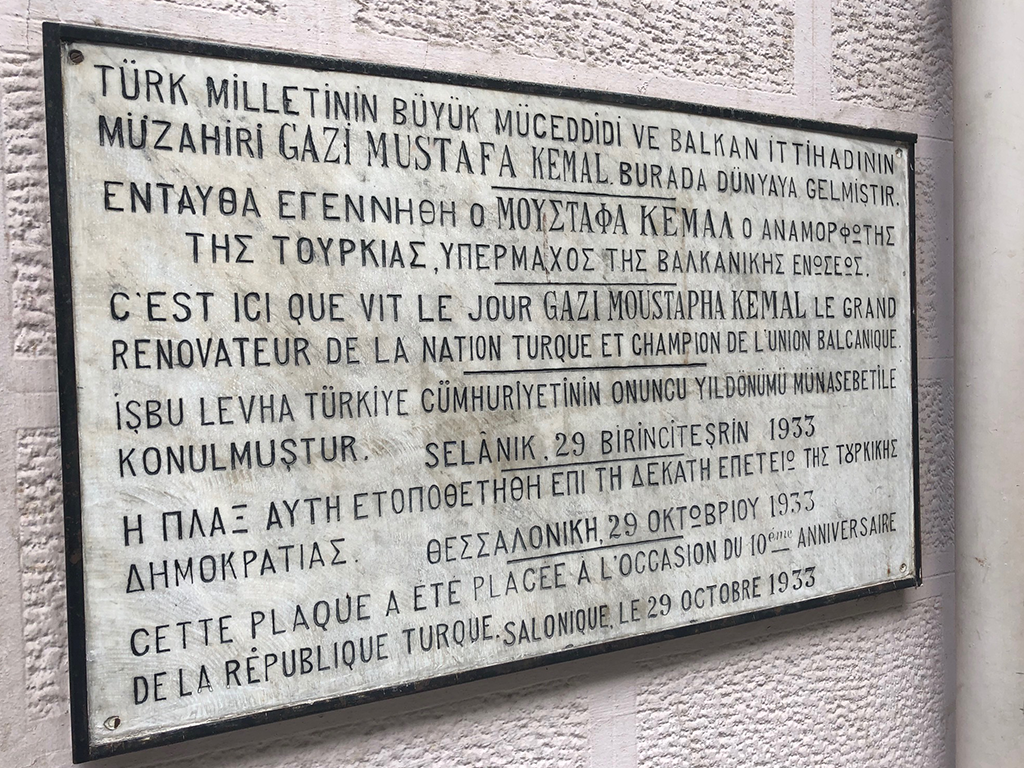 TÜRK MİLLETİNİN BÜYÜK MÜCEDDİDİ VE BALKAN İTTİHADININ
MÜZAHİRİ GAZİ MUSTAFA KEMAL. BURADA DÜNYAYA GELMİŞTİR.
ΕΝΤΑΥΘΑ ΕΓΕΝΝΗΘΗ Ο ΜΟΥΣΤΑΦΑ ΚΕΜΑΛ Ο ΑΝΑΜΟΡΦΩΤΗΣ
ΤΗΣ ΤΟΥΡΚΙΑΣ, ΥΠΕΡΜΑΧΟΣ ΤΗΣ ΒΑΛΚΑΝΙΚΗΣ ΕΝΩΣΕΩΣ.
C'EST ICI QUE VIT LE JOUR GAZI MOUSTAPHA KEMAL LE GRAND
RENOVATEUR DE LA NATION TURQUE ET CHAMPION DE L'UNION BALCANIQUE.
İŞBU LEVHA TÜRKİYE CÜMHURİYETİNİN ONUNCU YILDÖNÜMÜ MÜNASEBETİLE
KONULMUŞTUR. SELÂNIK, 29 BİRİNCİTEŞRİN 1933
Η ΠΛΑΞ ΑΥΤΗ ΕΤΟΠΟΘΕΤΗΘΗ ΕΠΙ ΤΗ ΔΕΚΑΤΗ ΕΠΕΤΕΙΩ ΤΗΣ ΤȢΡΚΙΚΗΣ
ΔΗΜΟΚΡΑΤΙΑΣ. ΘΕΣΣΑΛΟΝΙΚΗ, 29 ΟΚΤΩΒΡΙΟΥ 1933
CETTE PLAQUE A ÉTÉ PLACÉE À L'OCCASION DU 10ème ANNIVERSAIRE
DE LA RÉPUBLIQUE TURQUE. SALONIQUE, LE 29 OCTOBRE 1933